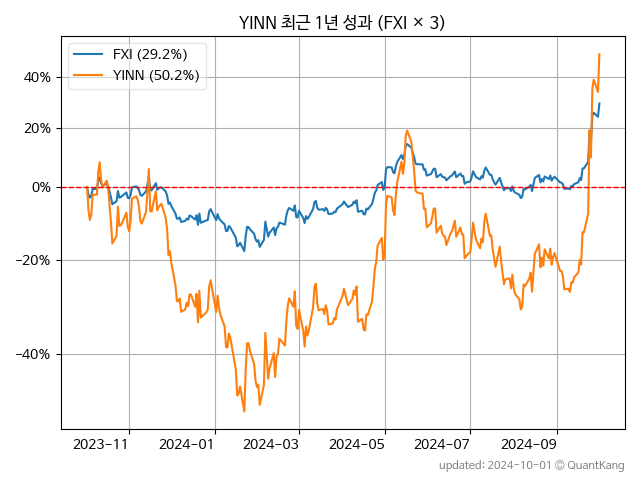 YINN 최근 1년 성과 (FXI × 3)
FXI (29.2%)
YINN (50.2%)
40%
20%
0%
−20%
−40%
2023-11 2024-01 2024-03 2024-05 2024-07 2024-09
updated: 2024-10-01 © QuantKang